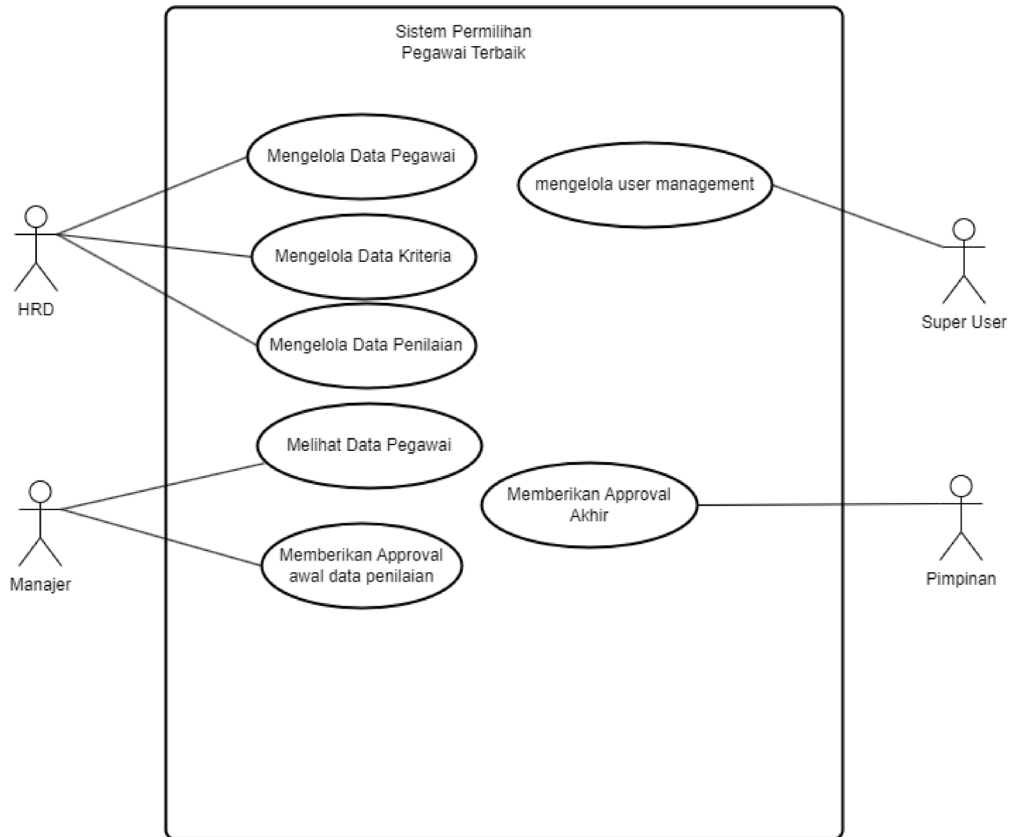 Sistem Permilihan
Pegawai Terbaik
Mengelola Data Pegawai
mengelola user management
Mengelola Data Kriteria
HRD
Super User
Mengelola Data Penilaian
Melihat Data Pegawai
Memberikan Approval
Akhir
Memberikan Approval
awal data penilaian
Manajer
Pimpinan